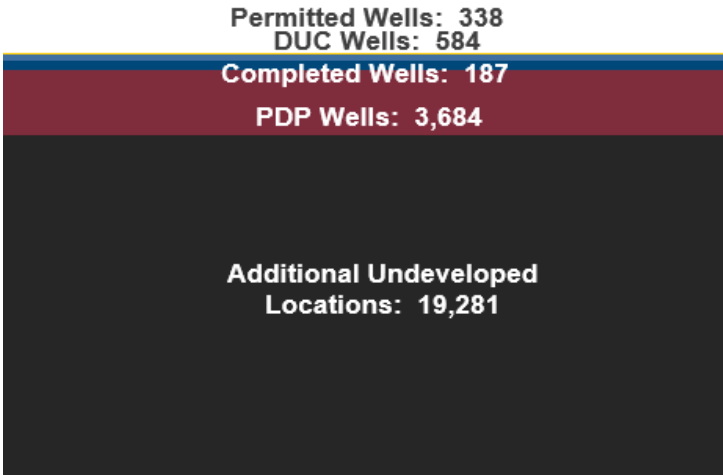 Permitted Wells: 338
DUC Wells: 584
Completed Wells: 187
PDP Wells: 3,684
Additional Undeveloped
Locations: 19,281